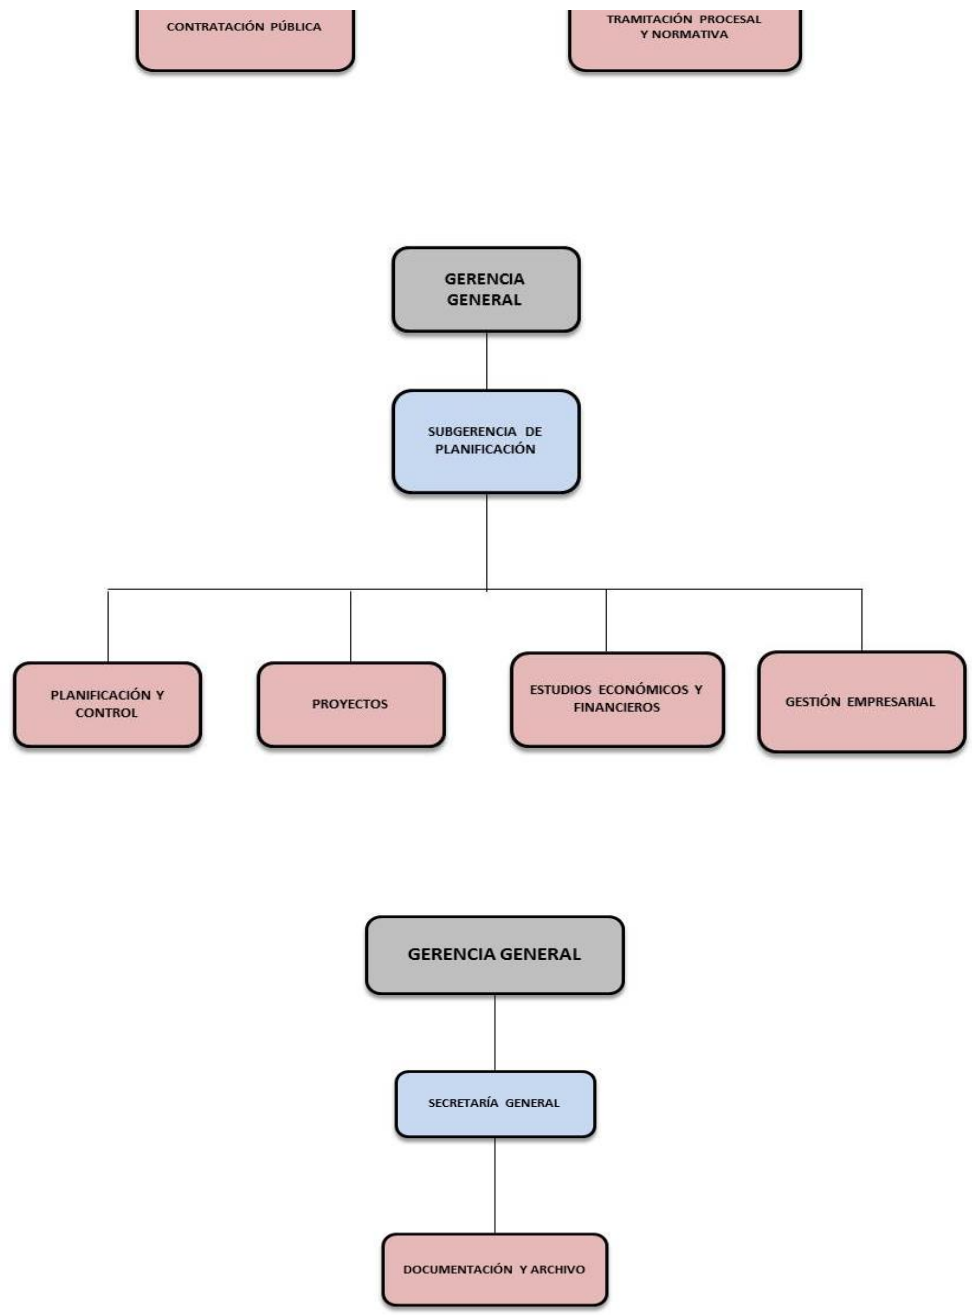 CONTRATACIÓN PÚBLICA
TRAMITACIÓN PROCESAL
Y NORMATIVA
GERENCIA
GENERAL
SUBGERENCIA DE
PLANIFICACIÓN
PLANIFICACIÓN Y
CONTROL
PROYECTOS
ESTUDIOS ECONÓMICOS Y
FINANCIEROS
GESTIÓN EMPRESARIAL
GERENCIA GENERAL
SECRETARÍA GENERAL
DOCUMENTACIÓN Y ARCHIVO